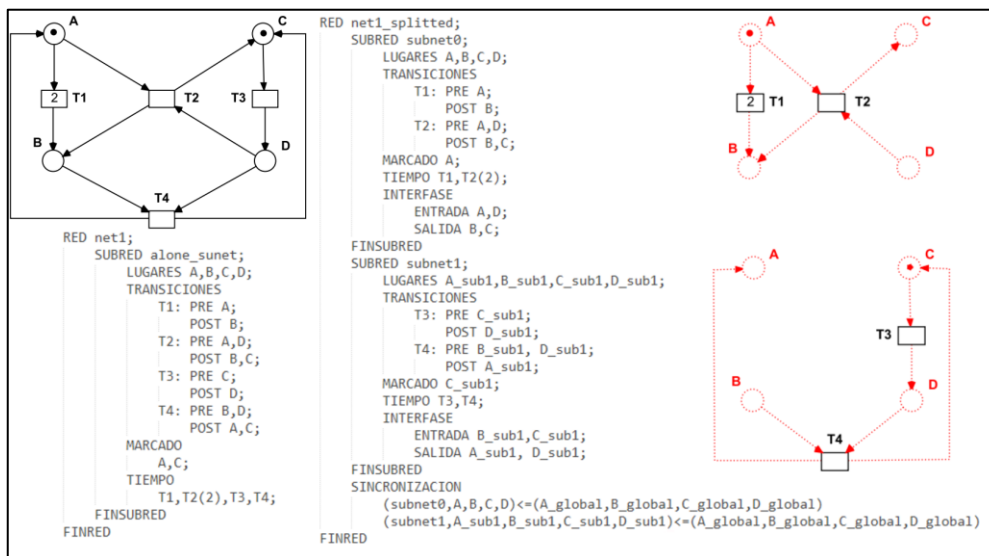 A
C
2
T1
T2
T3
B
D
T4
RED net1;
SUBRED alone_sunet;
LUGARES A,B,C,D;
TRANSICIONES
T1: PRE A;
POST B;
T2: PRE A,D;
POST B,C;
T3: PRE C;
POST D;
T4: PRE B,D;
POST A,C;
MARCADO
A,C;
TIEMPO
T1,T2(2),T3,T4;
FINSUBRED
FINRED
RED net1_splitted;
SUBRED subnet0;
LUGARES A,B,C,D;
TRANSICIONES
T1: PRE A;
POST B;
T2: PRE A,D;
POST B,C;
MARCADO A;
TIEMPO T1,T2(2);
INTERFASE
ENTRADA A,D;
SALIDA B,C;
FINSUBRED
SUBRED subnet1;
LUGARES A_sub1,B_sub1,C_sub1,D_sub1;
TRANSICIONES
T3: PRE C_sub1;
POST D_sub1;
T4: PRE B_sub1, D_sub1;
POST A_sub1;
MARCADO C_sub1;
TIEMPO T3,T4;
INTERFASE
ENTRADA B_sub1,C_sub1;
SALIDA A_sub1, D_sub1;
FINSUBRED
SINCRONIZACION
(subnet0,A,B,C,D)<=(A_global,B_global,C_global,D_global)
(subnet1,A_sub1,B_sub1,C_sub1,D_sub1)<=(A_global,B_global,C_global,D_global)
FINRED
A
C
2
T1
T2
B
D
A
C
T3
B
D
T4